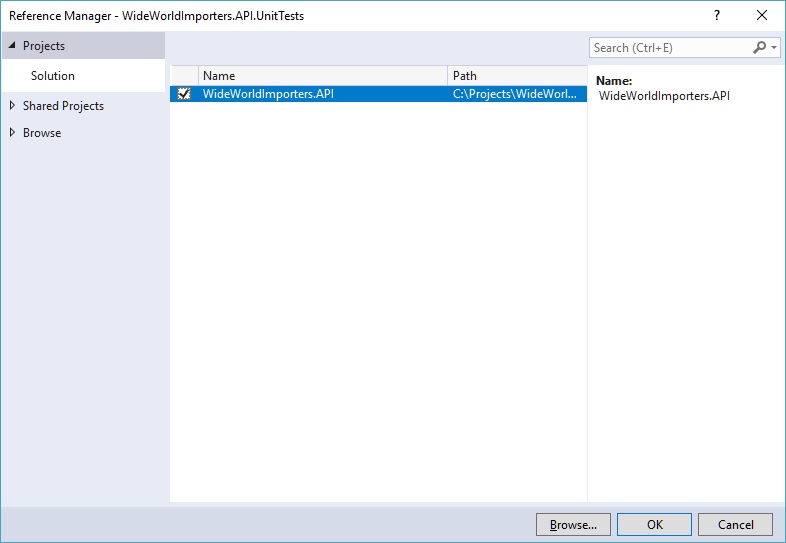 Reference Manager - WideWorldImporters.API.UnitTests
Projects
Solution
Shared Projects
Browse
Search (Ctrl+E)
Name Path
WideWorldImporters.API C:\Projects\WideWorl...
Name:
WideWorldImporters.API
Browse...
OK
Cancel